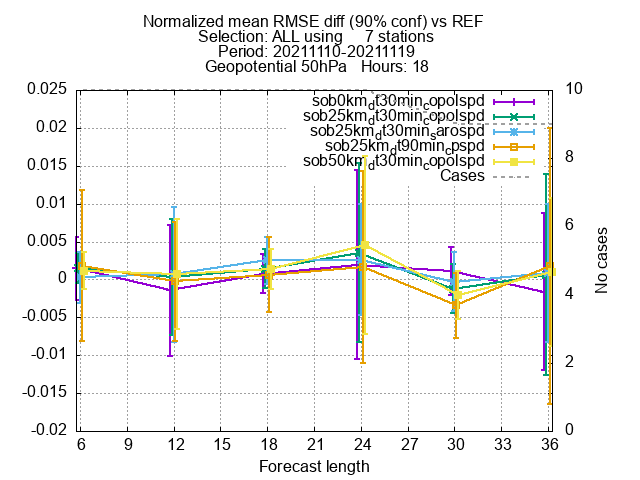 Normalized mean RMSE diff (90% conf) vs REF
Selection: ALL using 7 stations
Period: 20211110-20211119
Geopotential 50hPa Hours: 18
0.025
0.02
0.015
0.01
0.005
0
-0.005
-0.01
-0.015
-0.02
10
8
6
4
2
0
No cases
sob0km_dt30min_copolspd
sob25km_dt30min_copolspd
sob25km_dt30min_sarospd
sob25km_dt90min_cpspd
sob50km_dt30min_copolspd
Cases
6 9 12 15 18 21 24 27 30 33 36
Forecast length